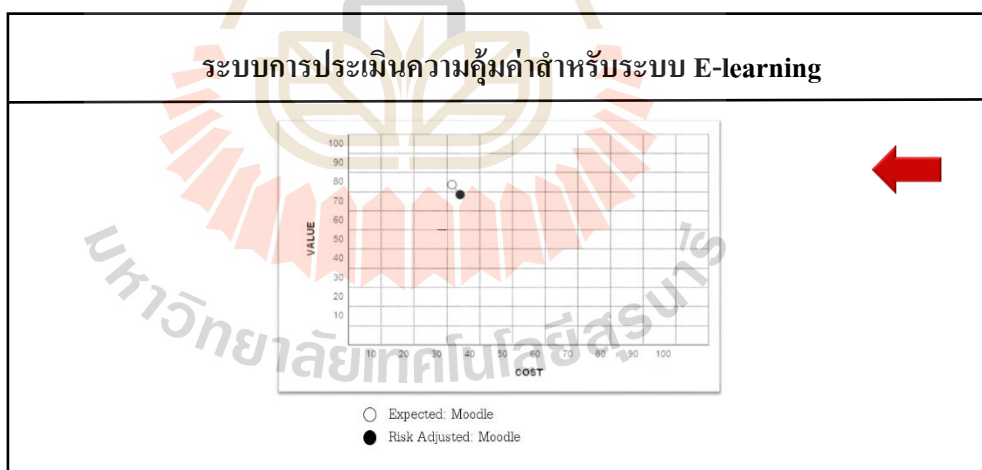 ระบบการประเมินความคุ้มค่าสำหรับระบบ E-learning
100
90
80
70
60
50
40
30
20
10
VALUE
10 20 30 40 50 60 70 80 90 100
COST
มหาวิทยาลัยเทคโนโลยีสุรนารี
Expected: Moodle
Risk Adjusted: Moodle